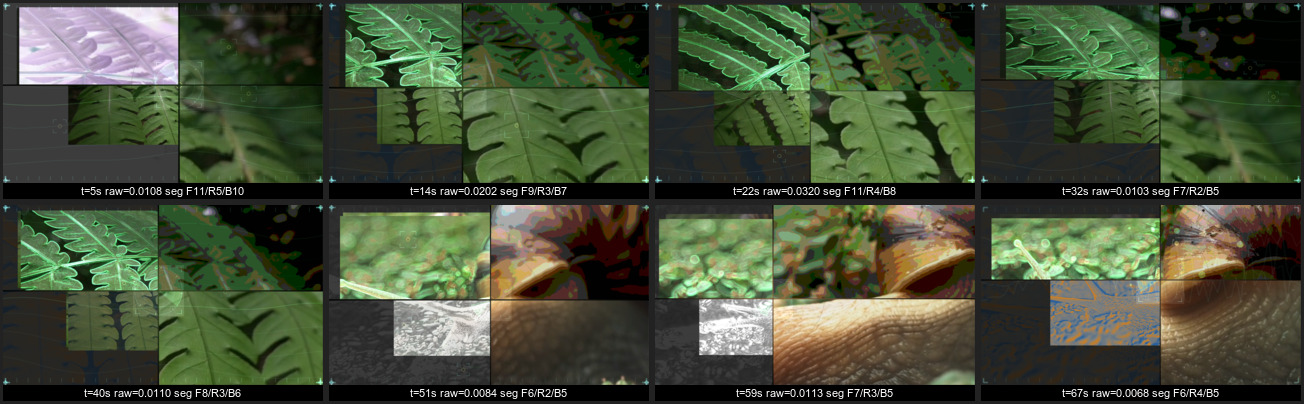 t=5s raw=0.0108 seg F11/R5/B10
t=14s raw=0.0202 seg F9/R3/B7
t=22s raw=0.0320 seg F11/R4/B8
t=32s raw=0.0103 seg F7/R2/B5
t=40s raw=0.0110 seg F8/R3/B6
t=51s raw=0.0084 seg F6/R2/B5
t=59s raw=0.0113 seg F7/R3/B5
t=67s raw=0.0068 seg F6/R4/B5